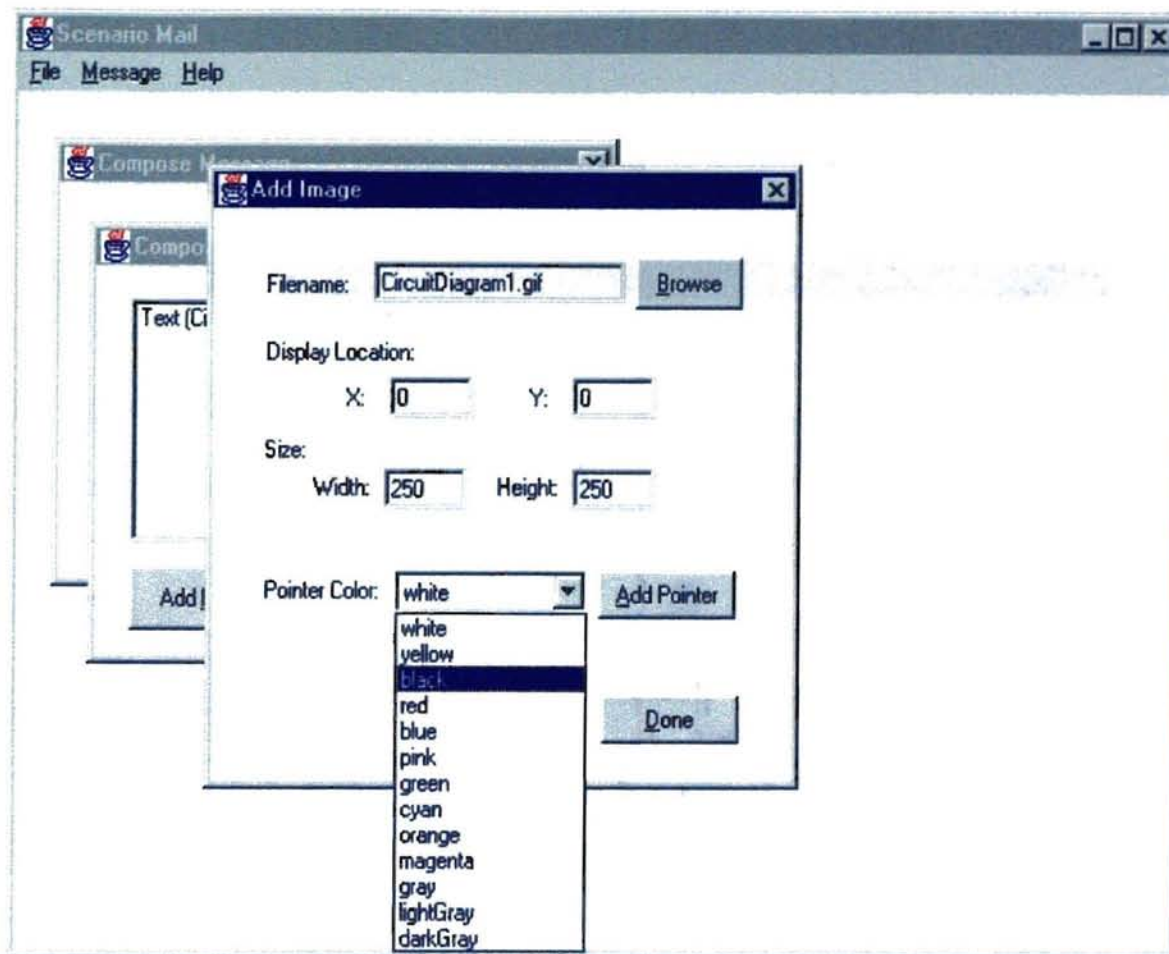 Scenario Mail
File Message Help
Compose Message
Add Image
Compo
Filename: CircuitDiagram1.gif Browse
Text (Ci
Display Location:
X: 0 Y: 0
Size:
Width: 250 Height: 250
Pointer Color: white Add Pointer
Add
white
yellow
black
red
blue
pink
green
cyan
orange
magenta
gray
lightGray
darkGray
Done